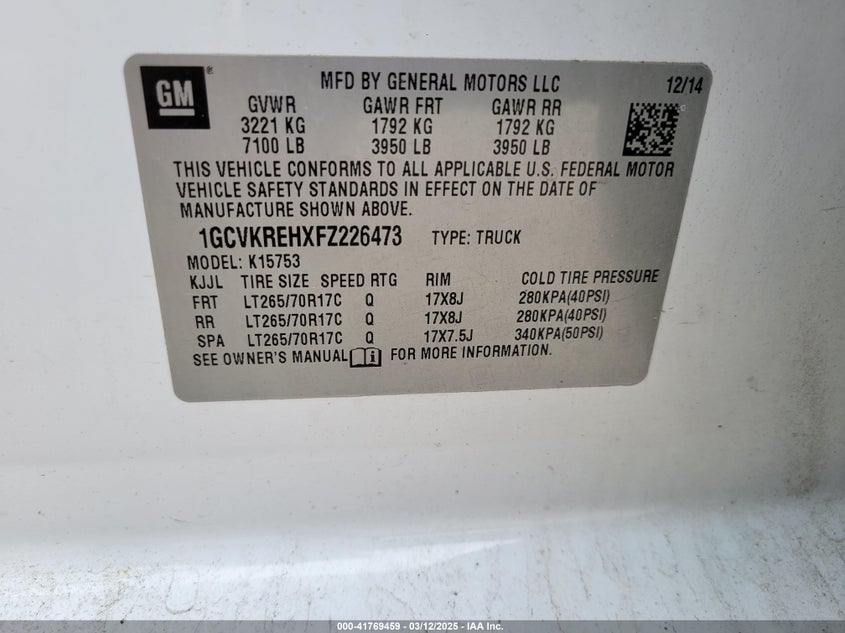 GM ®
MFD BY GENERAL MOTORS LLC 12/14
GVWR GAWR FRT GAWR RR
3221 KG 1792 KG 1792 KG
7100 LB 3950 LB 3950 LB
THIS VEHICLE CONFORMS TO ALL APPLICABLE U.S. FEDERAL MOTOR
VEHICLE SAFETY STANDARDS IN EFFECT ON THE DATE OF
MANUFACTURE SHOWN ABOVE.
1GCVKREHXFZ226473 TYPE: TRUCK
MODEL: K15753
KJJL TIRE SIZE SPEED RTG RIM COLD TIRE PRESSURE
FRT LT265/70R17C Q 17X8J 280KPA(40PSI)
RR LT265/70R17C Q 17X8J 280KPA(40PSI)
SPA LT265/70R17C Q 17X7.5J 340KPA(50PSI)
SEE OWNER'S MANUAL FOR MORE INFORMATION.
000-41769459 - 03/12/2025 - IAA Inc.